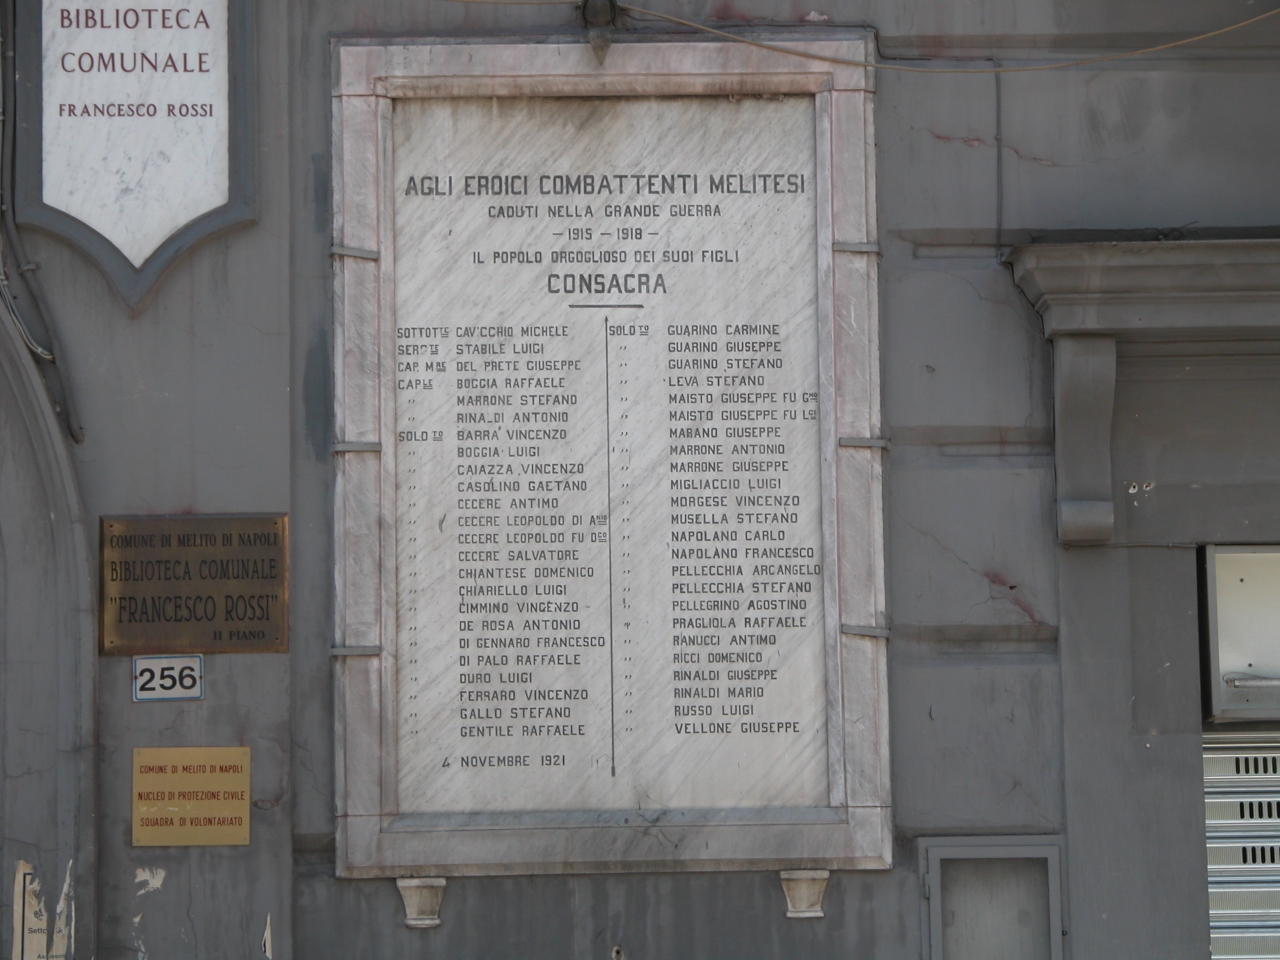 BIBLIOTECA
COMUNALE
FRANCESCO ROSSI
AGLI EROICI COMBATTENTI MELITESI
CADUTI NELLA GRANDE GUERRA
- 1915 - 1918 -
IL POPOLO ORGOGLIOSO DEI SUOI FIGLI
CONSACRA
SOTTOTTE CAV'CCHIO MICHELE
SERGTE STABILE LUIGI
CAP. MRE DEL PRETE GIUSEPPE
CAPLE BOGGIA RAFFAELE
" MARRONE STEFANO
" RINALDI ANTONIO
SOLDTO BARRA' VINCENZO
" BOGGIA LUIGI
" CAIAZZA VINCENZO
" CASOLINO GAETANO
" CECERE ANTIMO
" CECERE LEOPOLDO DI ANIO
" CECERE LEOPOLDO FU DCO
" CECERE SALVATORE
" CHIANTESE DOMENICO
" CHIARIELLO LUIGI
" CIMMINO VINCENZO
" DE ROSA ANTONIO
" DI GENNARO FRANCESCO
" DI PALO RAFFAELE
" DURO LUIGI
" FERRARO VINCENZO
" GALLO STEFANO
" GENTILE RAFFAELE
4 NOVEMBRE 1921
SOLDTO GUARINO CARMINE
" GUARINO GIUSEPPE
" GUARINO STEFANO
" LEVA STEFANO
" MAISTO GIUSEPPE FU GNO
" MAISTO GIUSEPPE FU LGI
" MARANO GIUSEPPE
" MARRONE ANTONIO
" MARRONE GIUSEPPE
" MIGLIACCIO LUIGI
" MORGESE VINCENZO
" MUSELLA STEFANO
" NAPOLANO CARLO
" NAPOLANO FRANCESCO
" PELLECCHIA ARCANGELO
" PELLECCHIA STEFANO
" PELLEGRINO AGOSTINO
" PRAGLIOLA RAFFAELE
" RANUCCI ANTIMO
" RICCI DOMENICO
" RINALDI GIUSEPPE
" RINALDI MARIO
" RUSSO LUIGI
" VELLONE GIUSEPPE
COMUNE DI MELITO DI NAPOLI
BIBLIOTECA COMUNALE
"FRANCESCO ROSSI"
II PIANO
256
COMUNE DI MELITO DI NAPOLI
NUCLEO DI PROTEZIONE CIVILE
SQUADRA DI VOLONTARIATO